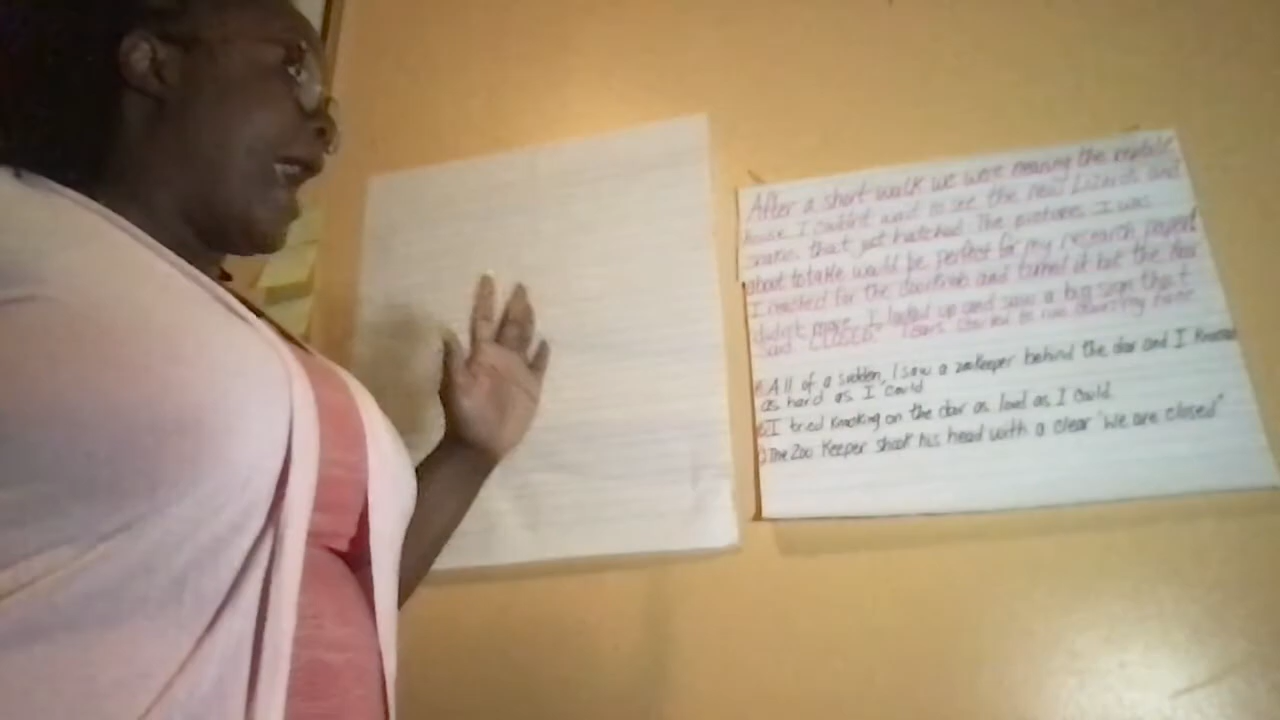 After a short walk we were nearing the reptile
house. I couldn't wait to see the new Lizards and
snakes that just hatched. The pictures I was
about to take would be perfect for my research project
I reached for the doorknob and turned it but the door
didn't move. I looked up and saw a big sign that
said "CLOSED." Tears started to run down my face
All of a sudden, I saw a zookeeper behind the door and I knocked
as hard as I could
I tried knocking on the door as loud as I could.
The Zoo Keeper shook his head with a clear "We are closed"